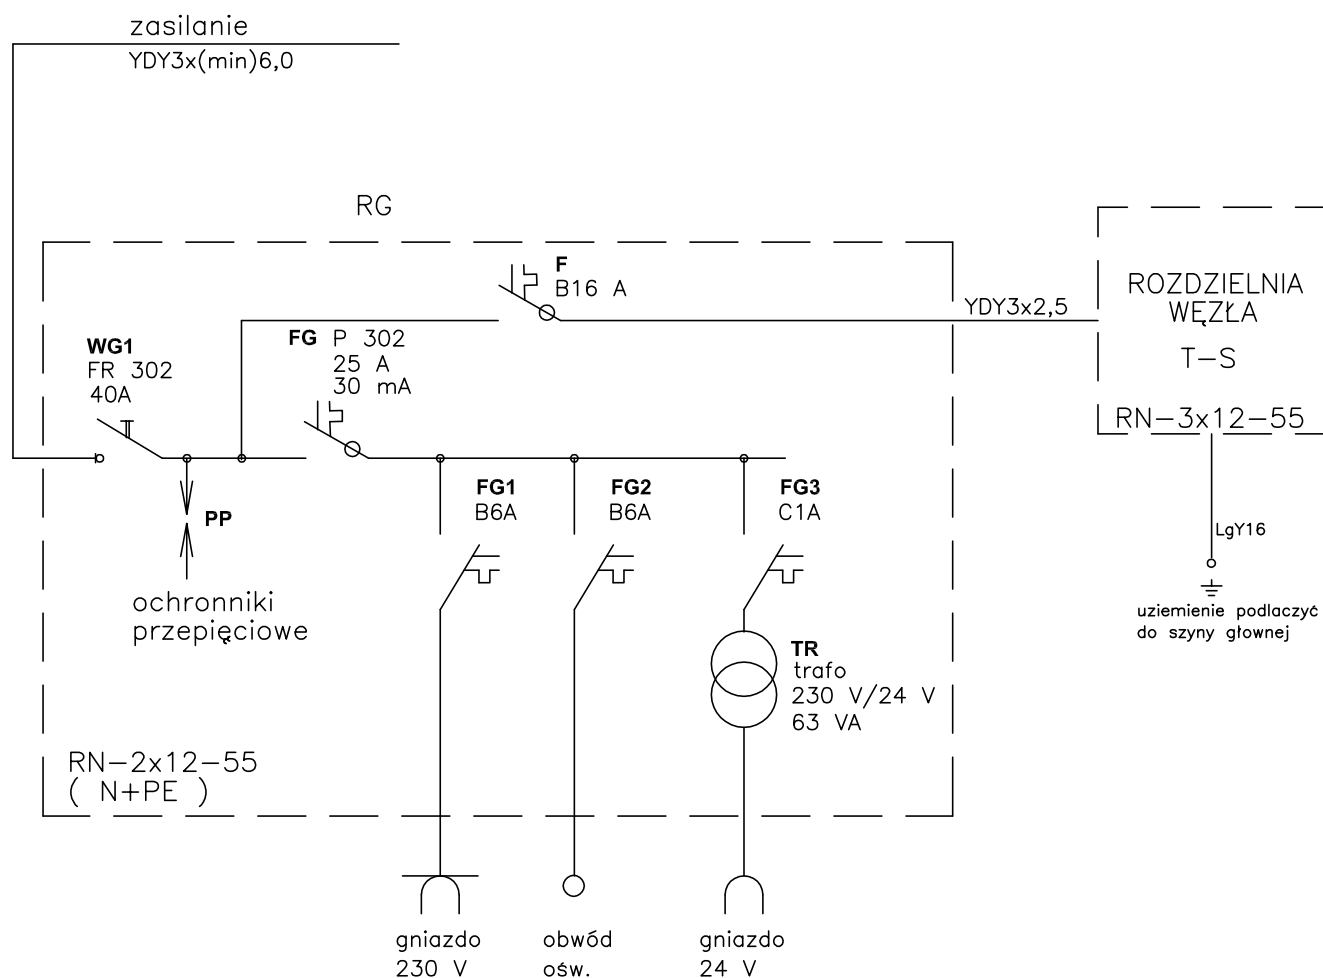 zasilanie
YDY3x(min)6,0
RG
F
B16 A
YDY3x2,5
ROZDZIELNIA
WĘZŁA
T-S
RN-3x12-55
WG1
FR 302
40A
FG P 302
25 A
30 mA
FG1
B6A
FG2
B6A
FG3
C1A
PP
ochronniki
przepięciowe
LgY16
uziemienie podlaczyć
do szyny głownej
TR
trafo
230 V/24 V
63 VA
RN-2x12-55
( N+PE )
gniazdo
230 V
obwód
ośw.
gniazdo
24 V